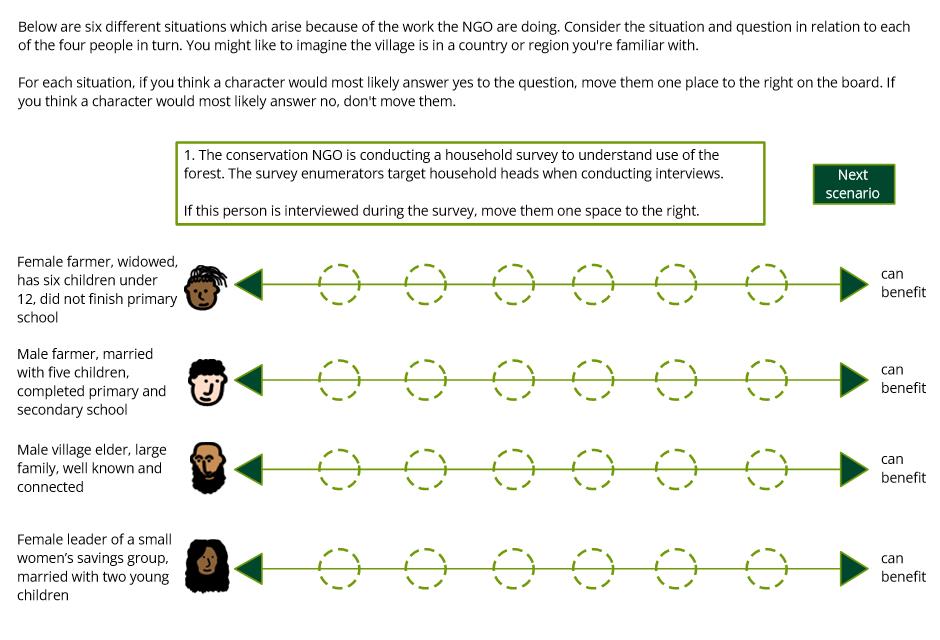 Below are six different situations which arise because of the work the NGO are doing. Consider the situation and question in relation to each
of the four people in turn. You might like to imagine the village is in a country or region you're familiar with.
For each situation, if you think a character would most likely answer yes to the question, move them one place to the right on the board. If
you think a character would most likely answer no, don't move them.
1. The conservation NGO is conducting a household survey to understand use of the
forest. The survey enumerators target household heads when conducting interviews.
If this person is interviewed during the survey, move them one space to the right.
Next
scenario
Female farmer, widowed,
has six children under
12, did not finish primary
school
can
benefit
Male farmer, married
with five children,
completed primary and
secondary school
can
benefit
Male village elder, large
family, well known and
connected
can
benefit
Female leader of a small
women’s savings group,
married with two young
children
can
benefit